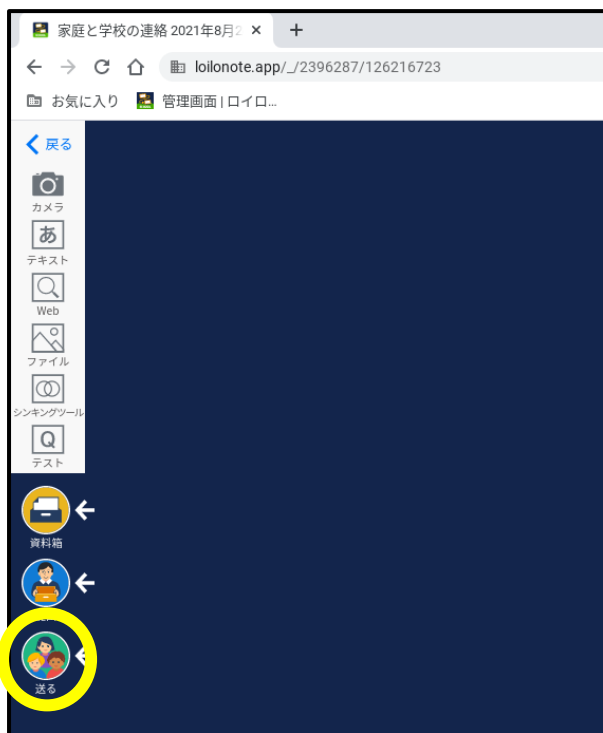 家庭と学校の連絡 2021年8月2
loilonote.app/_/2396287/126216723
お気に入り 管理画面 | ロイロ...
戻る
カメラ
あ
テキスト
Web
ファイル
シンキングツール
Q
テスト
資料箱
送る